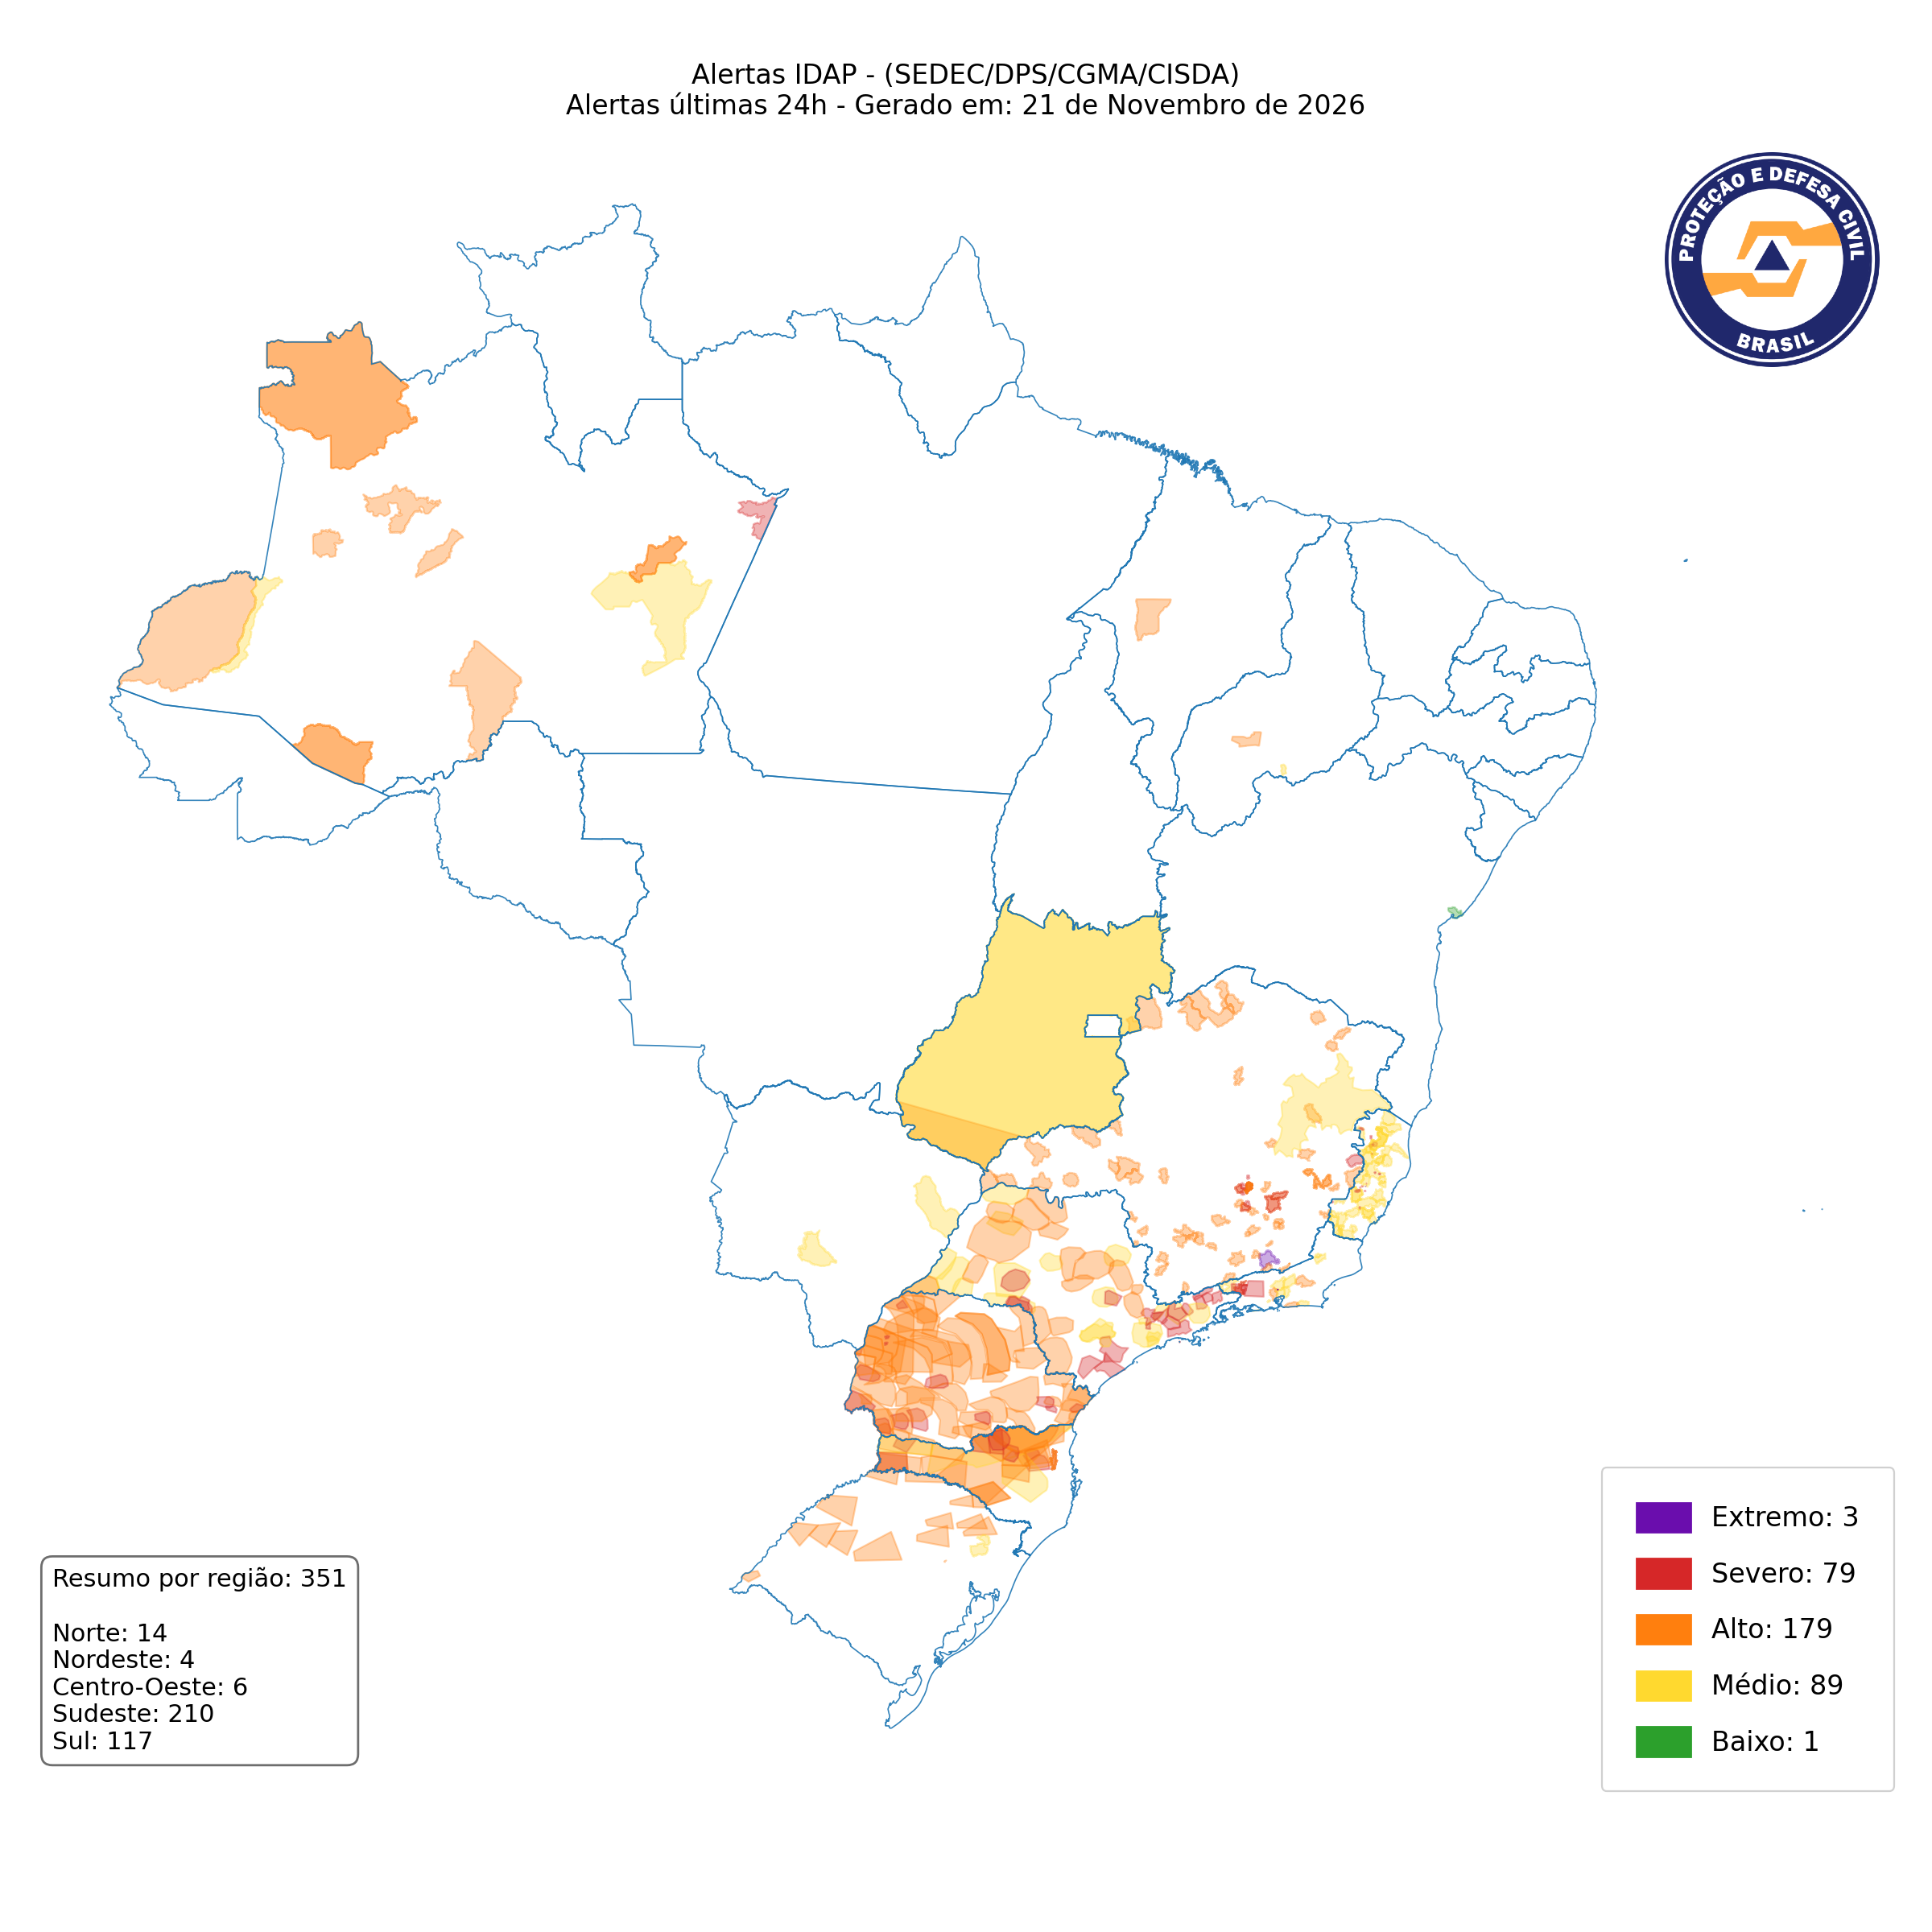 Alertas IDAP - (SEDEC/DPS/CGMA/CISDA)
Alertas últimas 24h - Gerado em: 21 de Novembro de 2026
PROTEÇÃO E DEFESA CIVIL
BRASIL
Resumo por região: 351
Norte: 14
Nordeste: 4
Centro-Oeste: 6
Sudeste: 210
Sul: 117
Extremo: 3
Severo: 79
Alto: 179
Médio: 89
Baixo: 1